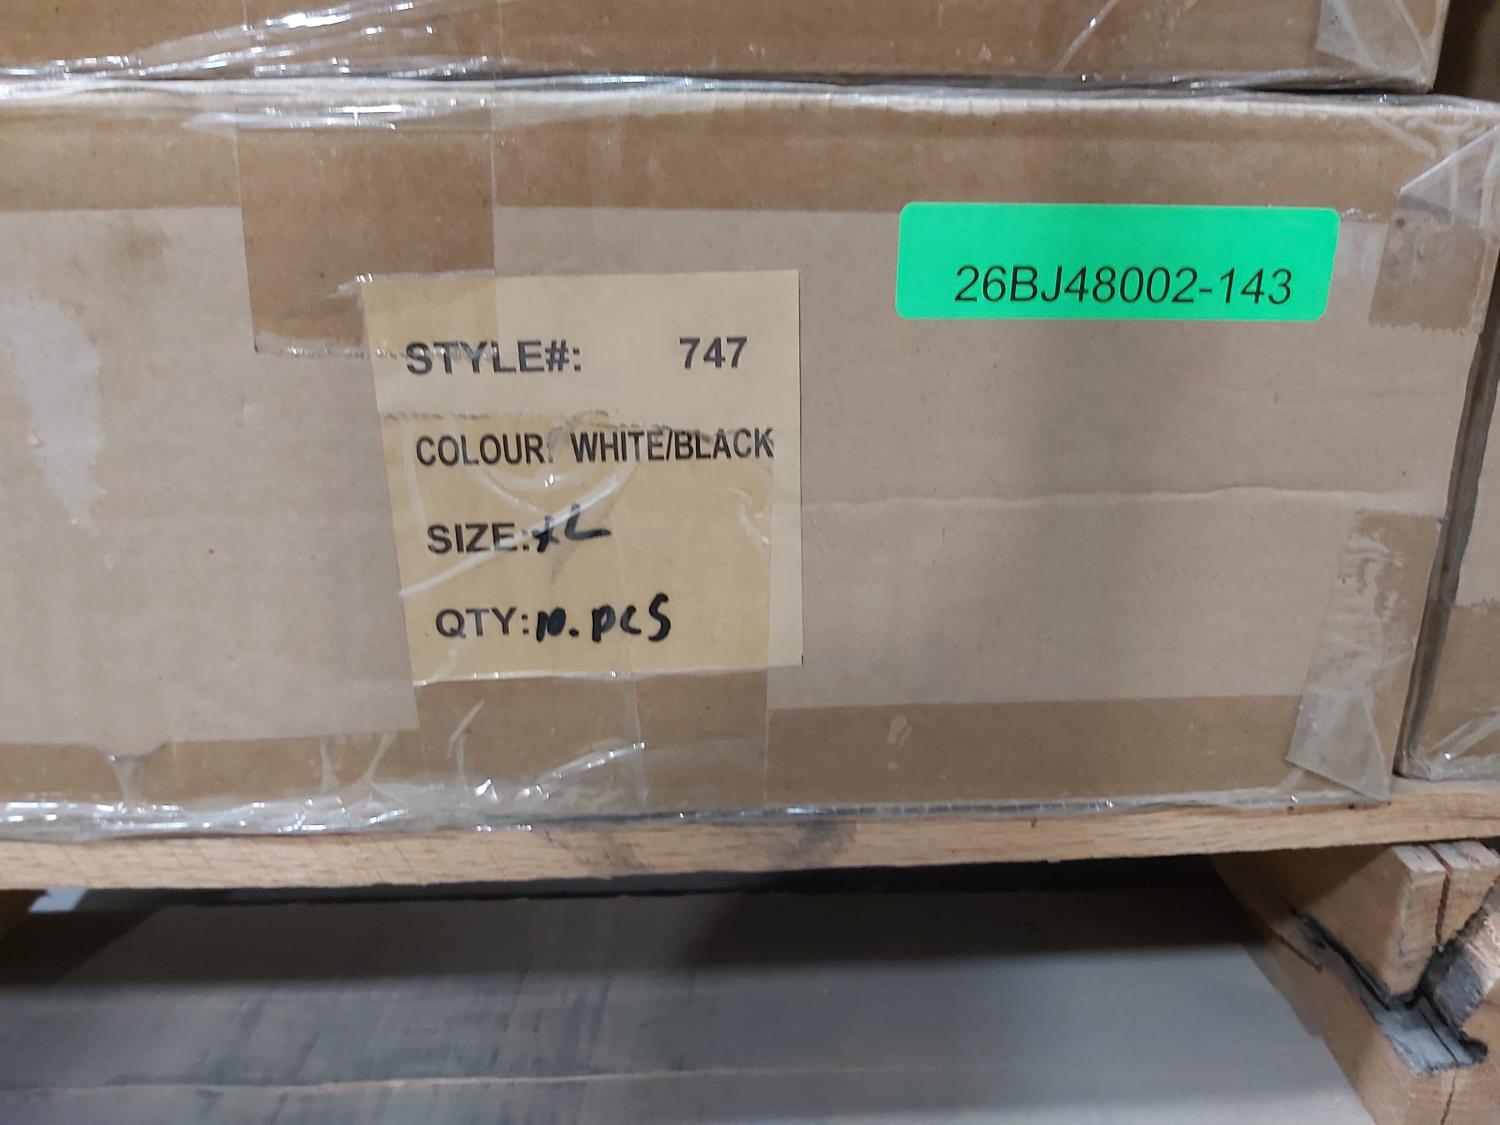 26BJ48002-143
STYLE#: 747
COLOUR: WHITE/BLACK
SIZE: XL
QTY: 10. PCS